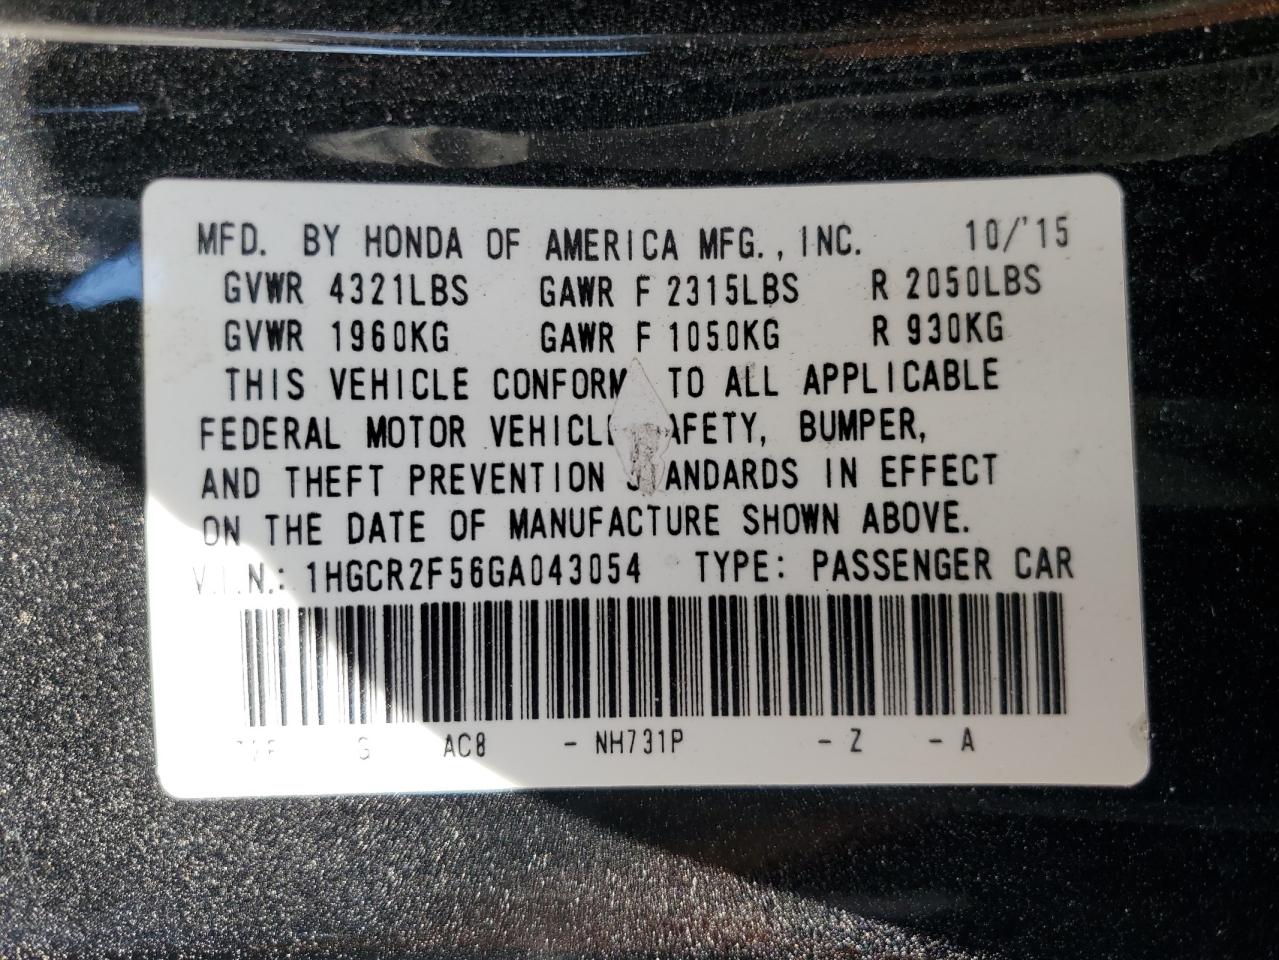 MFD. BY HONDA OF AMERICA MFG., INC. 10/'15
GVWR 4321LBS GAWR F 2315LBS R 2050LBS
GVWR 1960KG GAWR F 1050KG R 930KG
THIS VEHICLE CONFORM TO ALL APPLICABLE
FEDERAL MOTOR VEHICLE SAFETY, BUMPER,
AND THEFT PREVENTION STANDARDS IN EFFECT
ON THE DATE OF MANUFACTURE SHOWN ABOVE.
V.I.N.: 1HGCR2F56GA043054 TYPE: PASSENGER CAR
G AC8 - NH731P - Z - A